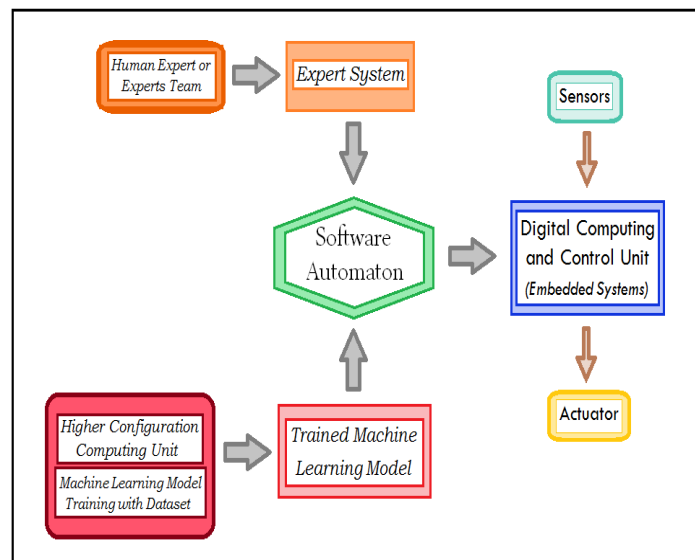 Human Expert or
Experts Team
Expert System
Sensors
Software
Automaton
Digital Computing
and Control Unit
(Embedded Systems)
Higher Configuration
Computing Unit
Machine Learning Model
Training with Dataset
Trained Machine
Learning Model
Actuator